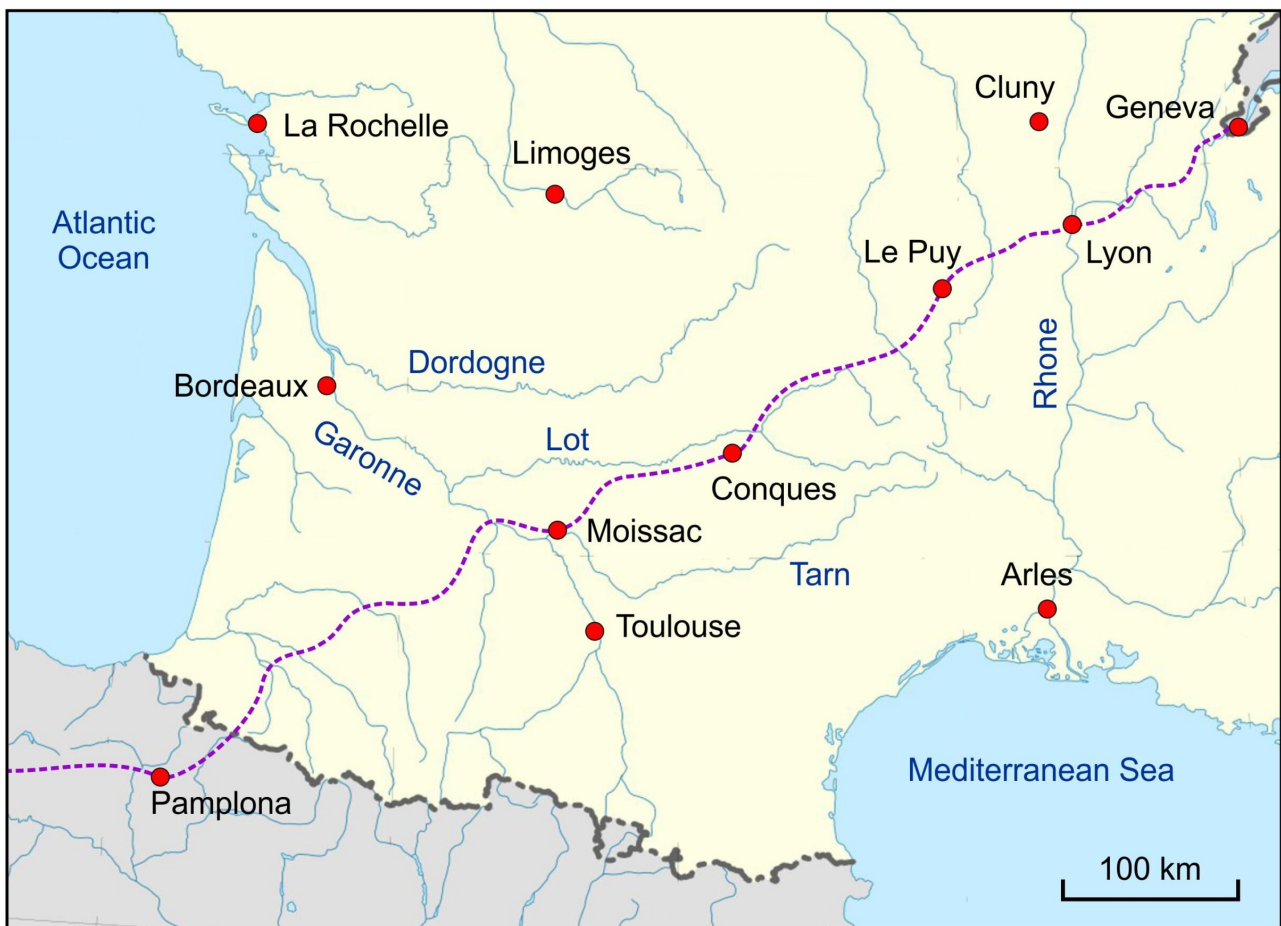 Cluny
Geneva
La Rochelle
Limoges
Atlantic
Ocean
Le Puy
Lyon
Rhone
Dordogne
Bordeaux
Garonne
Lot
Conques
Moissac
Tarn
Arles
Toulouse
Mediterranean Sea
Pamplona
100 km